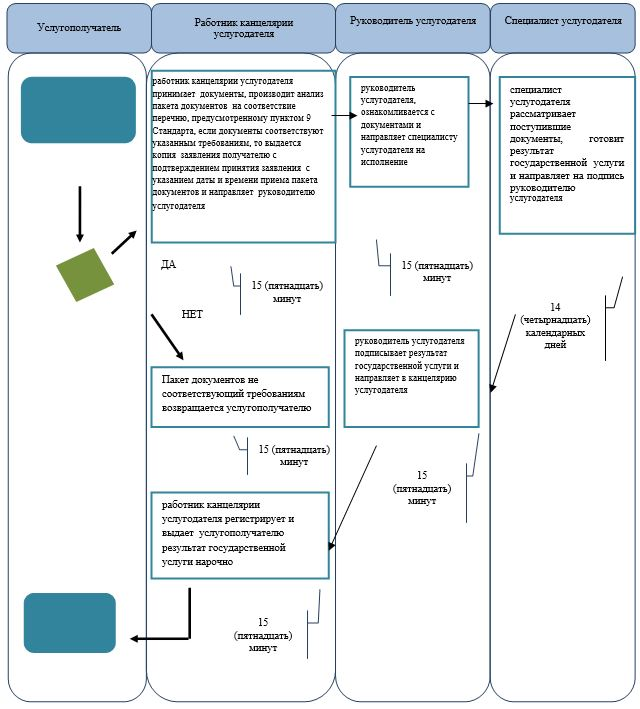 Услугополучатель
Работник канцелярии
услугодателя
Руководитель услугодателя
Специалист услугодателя
работник канцелярии услугодателя
принимает документы, производит анализ
пакета документов на соответствие
перечню, предусмотренному пунктом 9
Стандарта, если документы соответствуют
указанным требованиям, то выдается
копия заявления получателю с
подтверждением принятия заявления с
указанием даты и времени приема пакета
документов и направляет руководителю
услугодателя
руководитель
услугодателя,
ознакомливается с
документами и
направляет специалисту
услугодателя на
исполнение
специалист
услугодателя
рассматривает
поступившие
документы, готовит
результат
государственной услуги
и направляет на подпись
руководителю
услугодателя
ДА
15 (пятнадцать)
минут
15 (пятнадцать)
минут
НЕТ
14
(четырнадцать)
календарных
дней
руководитель услугодателя
подписывает результат
государственной услуги и
направляет в канцелярию
услугодателя
Пакет документов не
соответствующий требованиям
возвращается услугополучателю
15 (пятнадцать)
минут
15
(пятнадцать)
минут
работник канцелярии
услугодателя регистрирует и
выдает услугополучателю
результат государственной
услуги нарочно
15
(пятнадцать)
минут